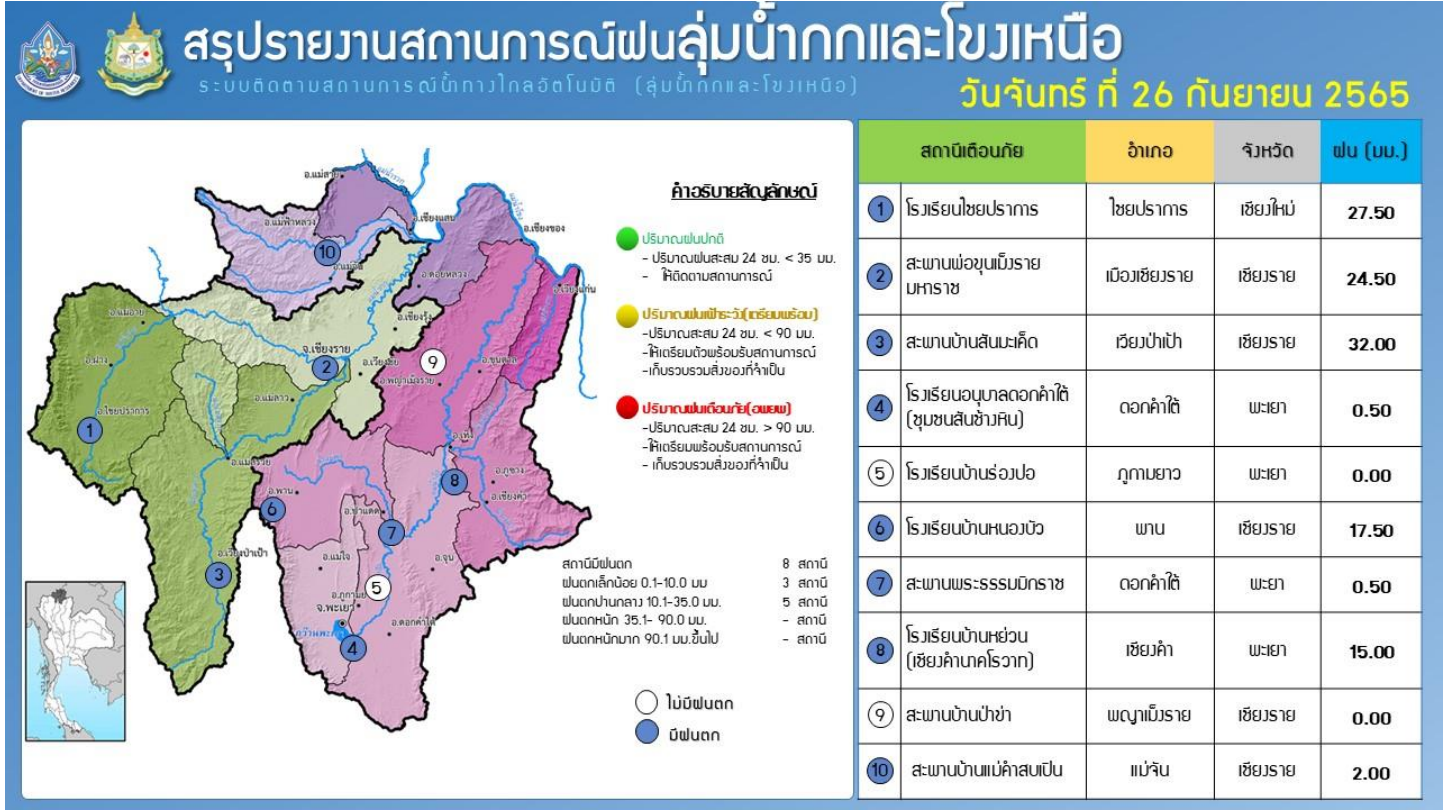 สรุปรายงานสถานการณ์ฝนลุ่มน้ำกกและโขงเหนือ
ระบบติดตามสถานการณ์น้ำทางไกลอัตโนมัติ (ลุ่มน้ำกกและโขงเหนือ)
วันจันทร์ ที่ 26 กันยายน 2565
อ.แม่สาย
แม่น้ำรวก
อ.แม่ฟ้าหลวง
อ.เชียงแสน
แม่น้ำโขง
อ.เชียงของ
10
อ.แม่จัน
อ.ดอยหลวง
อ.เวียงแก่น
อ.แม่อาย
อ.เชียงรุ้ง
อ.ฝาง
จ.เชียงราย
2
อ.เวียงชัย
9
อ.ขุนตาล
อ.พญาเม็งราย
อ.แม่ลาว
อ.ไชยปราการ
1
อ.เทิง
อ.แม่สรวย
8
อ.ภูซาง
อ.เชียงคำ
อ.พาน
6
อ.ป่าแดด
7
อ.เวียงป่าเป้า
3
อ.แม่ใจ
อ.จุน
5
จ.พะเยา
อ.ดอกคำใต้
4
คำอธิบายสัญลักษณ์
ปริมาณฝนปกติ
- ปริมาณฝนสะสม 24 ชม. < 35 มม.
- ให้ติดตามสถานการณ์
ปริมาณฝนเฝ้าระวัง(เตรียมพร้อม)
-ปริมาณสะสม 24 ชม. < 90 มม.
-ให้เตรียมตัวพร้อมรับสถานการณ์
-เก็บรวบรวมสิ่งของที่จำเป็น
ปริมาณฝนเตือนภัย(อพยพ)
-ปริมาณสะสม 24 ชม. > 90 มม.
-ให้เตรียมพร้อมรับสถานการณ์
- เก็บรวบรวมสิ่งของที่จำเป็น
สถานีมีฝนตก 8 สถานี
ฝนตกเล็กน้อย 0.1-10.0 มม 3 สถานี
ฝนตกปานกลาง 10.1-35.0 มม. 5 สถานี
ฝนตกหนัก 35.1- 90.0 มม. - สถานี
ฝนตกหนักมาก 90.1 มม.ขึ้นไป - สถานี
ไม่มีฝนตก
มีฝนตก
สถานีเตือนภัย อำเภอ จังหวัด ฝน (มม.)
1 โรงเรียนไชยปราการ ไชยปราการ เชียงใหม่ 27.50
2 สะพานพ่อขุนเม็งราย
มหาราช เมืองเชียงราย เชียงราย 24.50
3 สะพานบ้านสันมะเค็ด เวียงป่าเป้า เชียงราย 32.00
4 โรงเรียนอนุบาลดอกคำใต้
(ชุมชนสันช้างหิน) ดอกคำใต้ พะเยา 0.50
5 โรงเรียนบ้านร่องปอ ภูกามยาว พะเยา 0.00
6 โรงเรียนบ้านหนองบัว พาน เชียงราย 17.50
7 สะพานพระธรรมมิกราช ดอกคำใต้ พะเยา 0.50
8 โรงเรียนบ้านหย่วน
(เชียงคำนาคโรวาท) เชียงคำ พะเยา 15.00
9 สะพานบ้านป่าข่า พญาเม็งราย เชียงราย 0.00
10 สะพานบ้านแม่คำสบเปิน แม่จัน เชียงราย 2.00